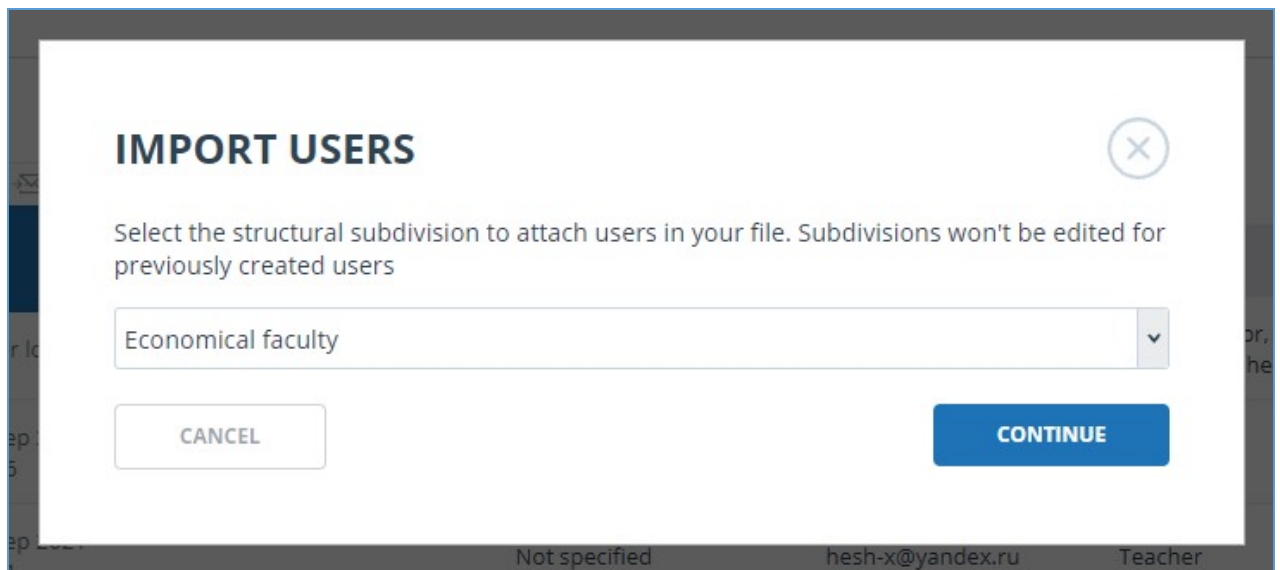 IMPORT USERS
Select the structural subdivision to attach users in your file. Subdivisions won't be edited for
previously created users
Economical faculty
CANCEL
CONTINUE
Not specified
hesh-x@yandex.ru
Teacher